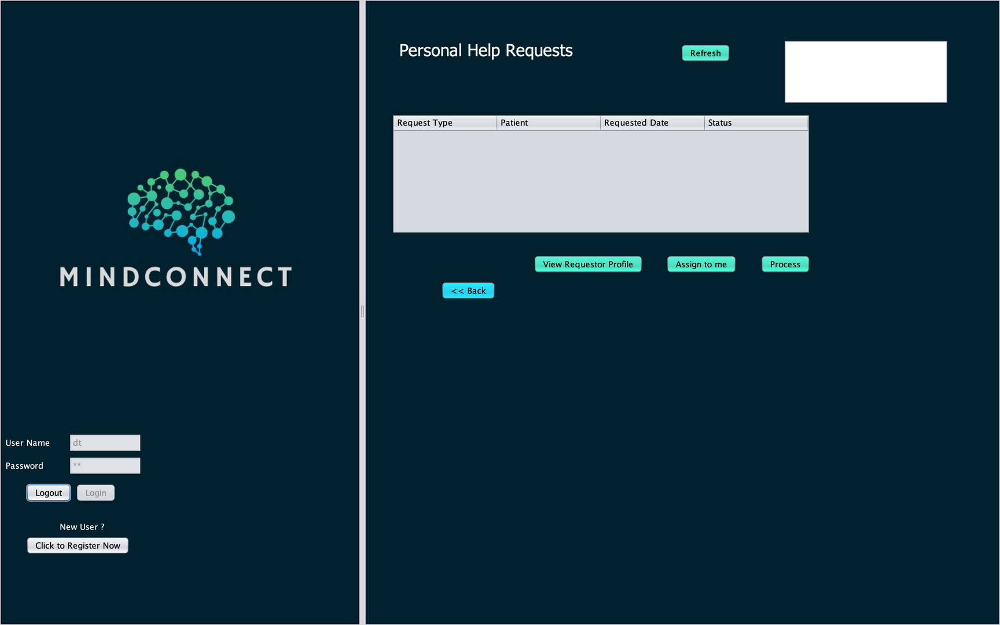 MINDCONNECT
User Name
dt
Password
**
Logout Login
New User ?
Click to Register Now
Personal Help Requests
Refresh
Request Type Patient Requested Date Status
View Requestor Profile Assign to me Process
<< Back